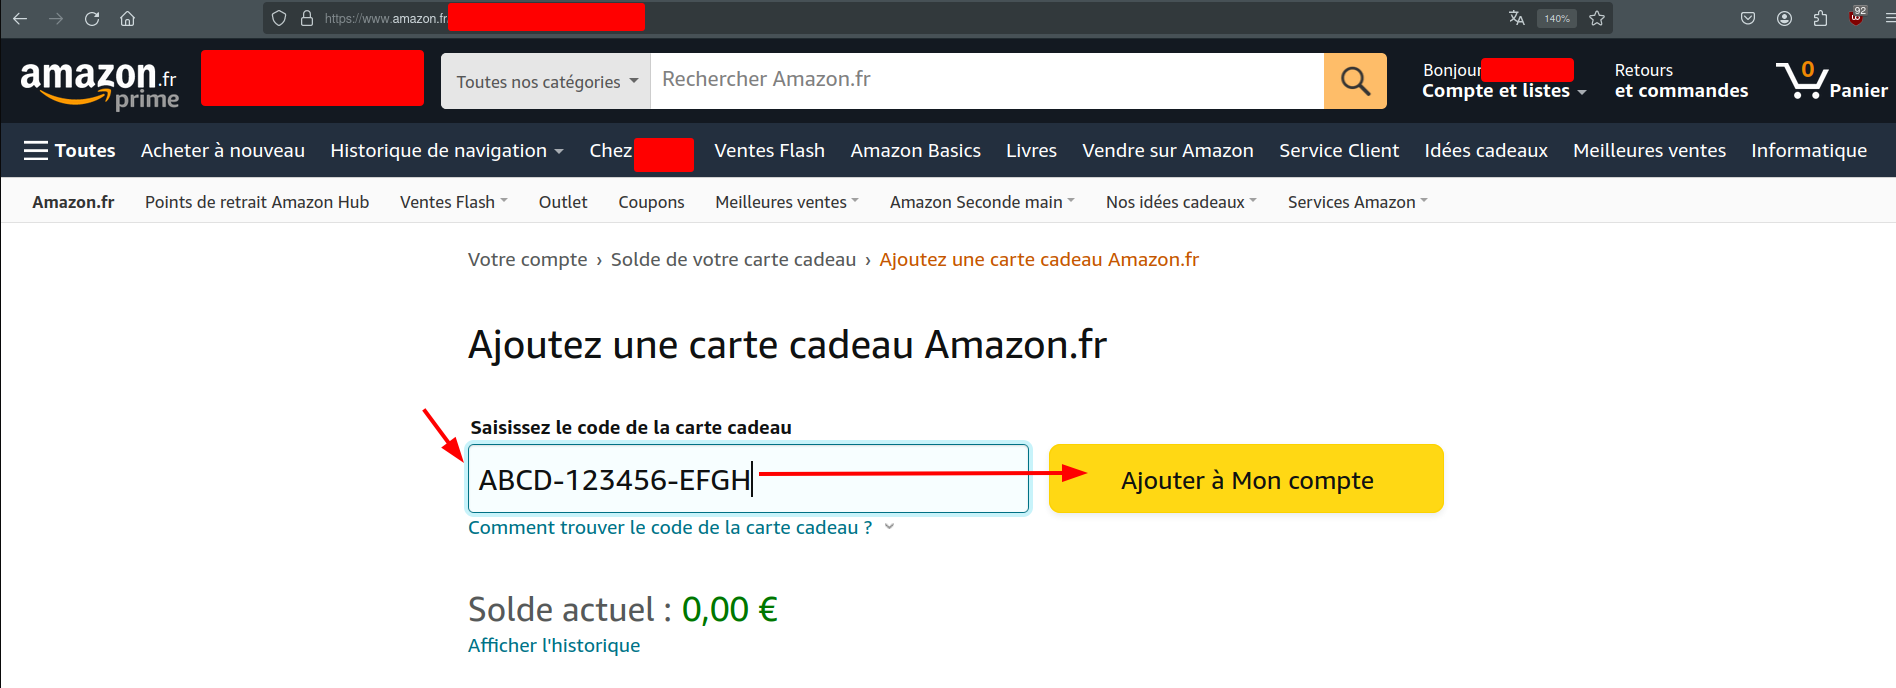 https://www.amazon.fr
140%
92
amazon.fr
prime
Toutes nos catégories
Rechercher Amazon.fr
Bonjour
Compte et listes
Retours
et commandes
0
Panier
Toutes
Acheter à nouveau
Historique de navigation
Chez
Ventes Flash
Amazon Basics
Livres
Vendre sur Amazon
Service Client
Idées cadeaux
Meilleures ventes
Informatique
Amazon.fr
Points de retrait Amazon Hub
Ventes Flash
Outlet
Coupons
Meilleures ventes
Amazon Seconde main
Nos idées cadeaux
Services Amazon
Votre compte › Solde de votre carte cadeau › Ajoutez une carte cadeau Amazon.fr
Ajoutez une carte cadeau Amazon.fr
Saisissez le code de la carte cadeau
ABCD-123456-EFGH
Ajouter à Mon compte
Comment trouver le code de la carte cadeau ?
Solde actuel : 0,00 €
Afficher l'historique